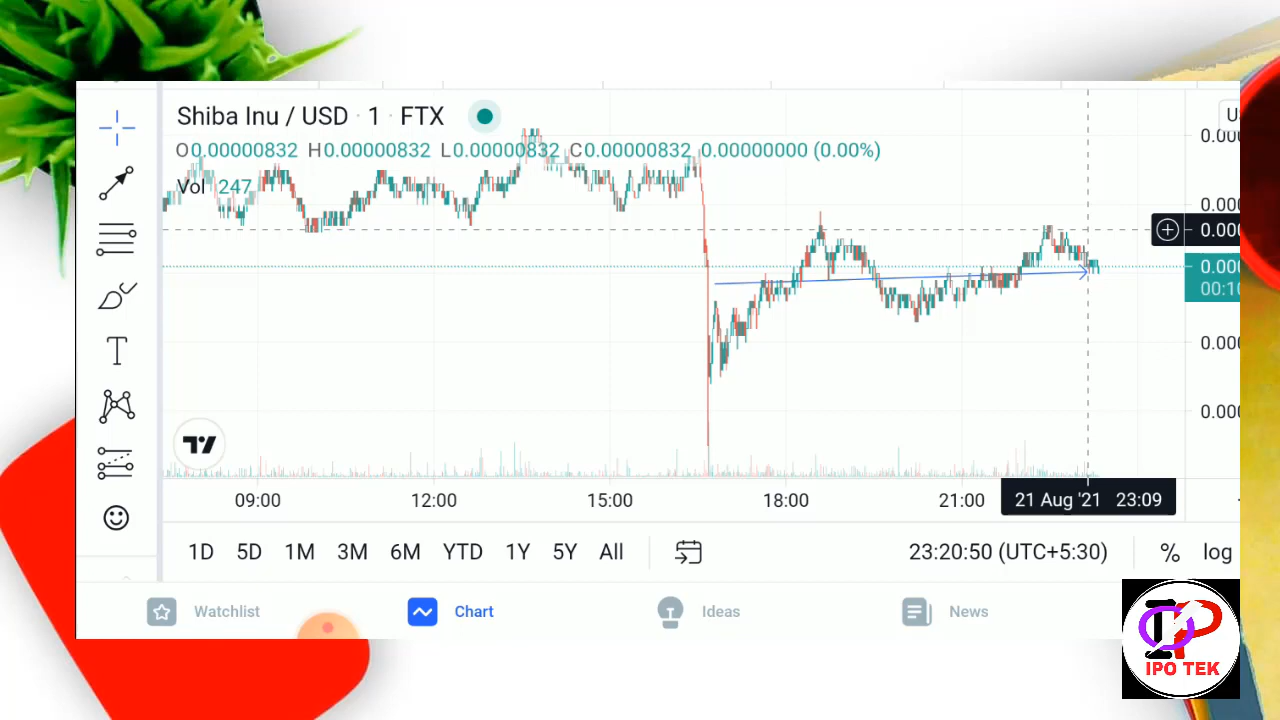 Shiba Inu / USD · 1 · FTX
O0.00000832 H0.00000832 L0.00000832 C0.00000832 0.00000000 (0.00%)
Vol 247
U
0.000
0.000
0.000
0.000
00:10
0.000
0.000
T
09:00 12:00 15:00 18:00 21:00 21 Aug '21 23:09
1D 5D 1M 3M 6M YTD 1Y 5Y All 23:20:50 (UTC+5:30) % log
Watchlist Chart Ideas News
IPO TEK